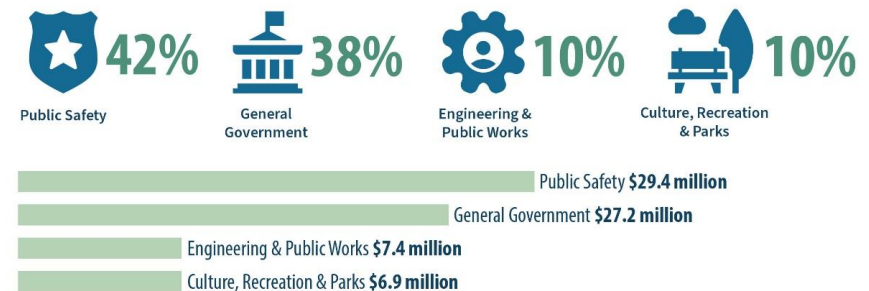 42%
38%
10%
10%
Public Safety
General
Government
Engineering &
Public Works
Culture, Recreation
& Parks
Public Safety $29.4 million
General Government $27.2 million
Engineering & Public Works $7.4 million
Culture, Recreation & Parks $6.9 million